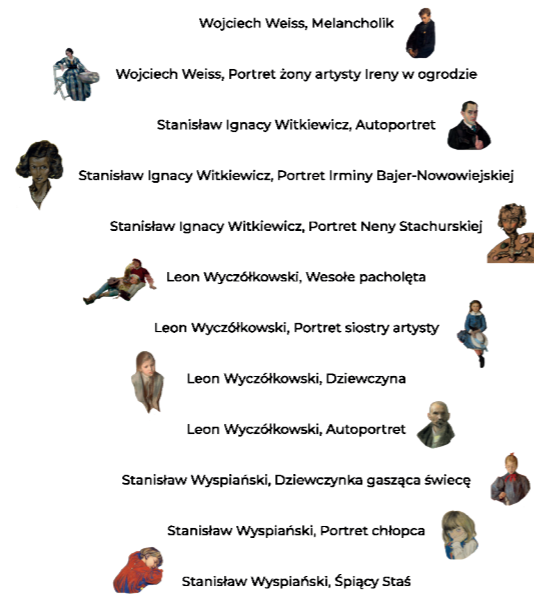 Wojciech Weiss, Melancholik
Wojciech Weiss, Portret żony artysty Ireny w ogrodzie
Stanisław Ignacy Witkiewicz, Autoportret
Stanisław Ignacy Witkiewicz, Portret Irminy Bajer-Nowowiejskiej
Stanisław Ignacy Witkiewicz, Portret Neny Stachurskiej
Leon Wyczółkowski, Wesołe pacholęta
Leon Wyczółkowski, Portret siostry artysty
Leon Wyczółkowski, Dziewczyna
Leon Wyczółkowski, Autoportret
Stanisław Wyspiański, Dziewczynka gasząca świecę
Stanisław Wyspiański, Portret chłopca
Stanisław Wyspiański, Śpiący Staś